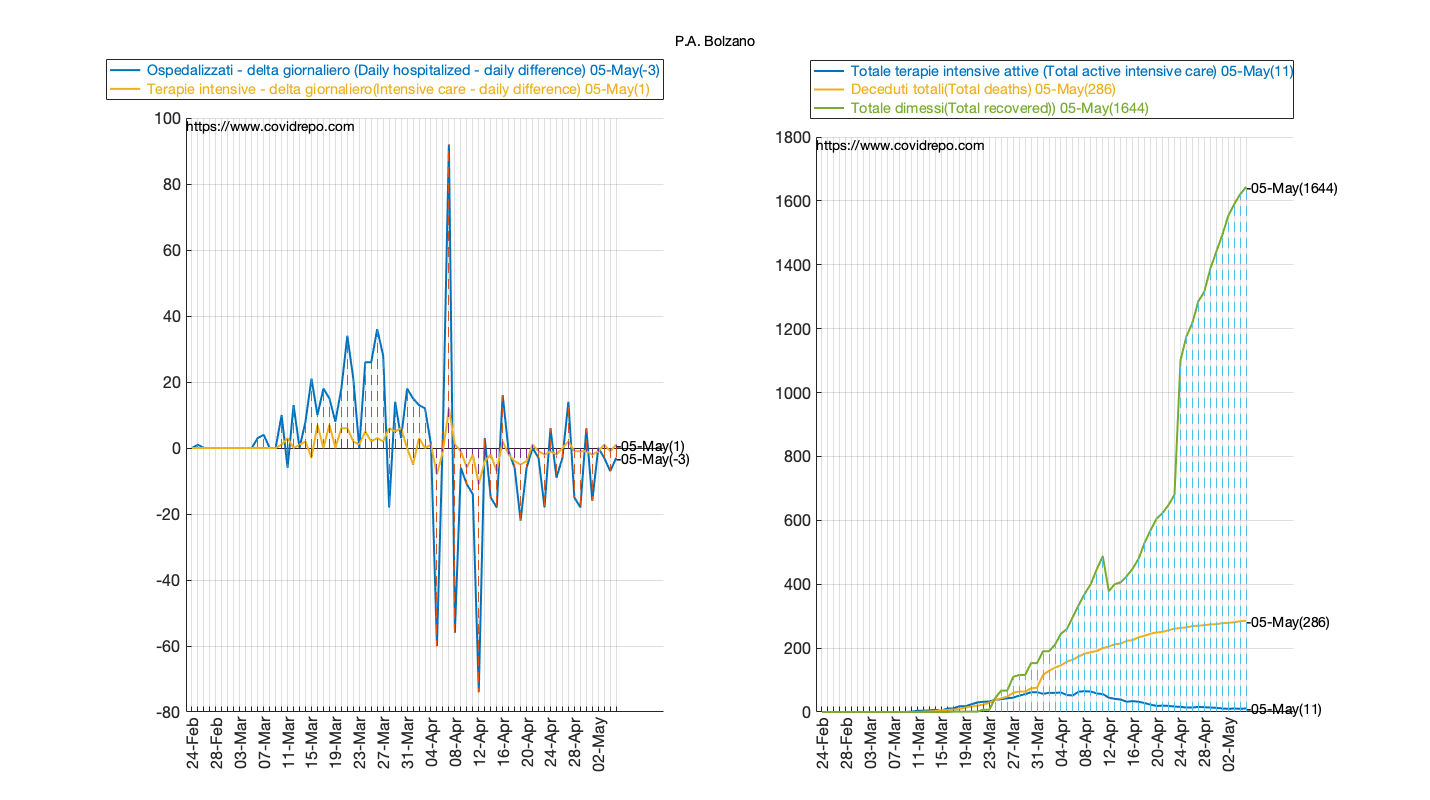 P.A. Bolzano
Ospedalizzati - delta giornaliero (Daily hospitalized - daily difference) 05-May(-3)
Terapie intensive - delta giornaliero(Intensive care - daily difference) 05-May(1)
https://www.covidrepo.com
100
80
60
40
20
0
-20
-40
-60
-80
05-May(1)
05-May(-3)
24-Feb
28-Feb
03-Mar
07-Mar
11-Mar
15-Mar
19-Mar
23-Mar
27-Mar
31-Mar
04-Apr
08-Apr
12-Apr
16-Apr
20-Apr
24-Apr
28-Apr
02-May
Totale terapie intensive attive (Total active intensive care) 05-May(11)
Deceduti totali(Total deaths) 05-May(286)
Totale dimessi(Total recovered)) 05-May(1644)
https://www.covidrepo.com
1800
1600
1400
1200
1000
800
600
400
200
0
05-May(1644)
05-May(286)
05-May(11)
24-Feb
28-Feb
03-Mar
07-Mar
11-Mar
15-Mar
19-Mar
23-Mar
27-Mar
31-Mar
04-Apr
08-Apr
12-Apr
16-Apr
20-Apr
24-Apr
28-Apr
02-May